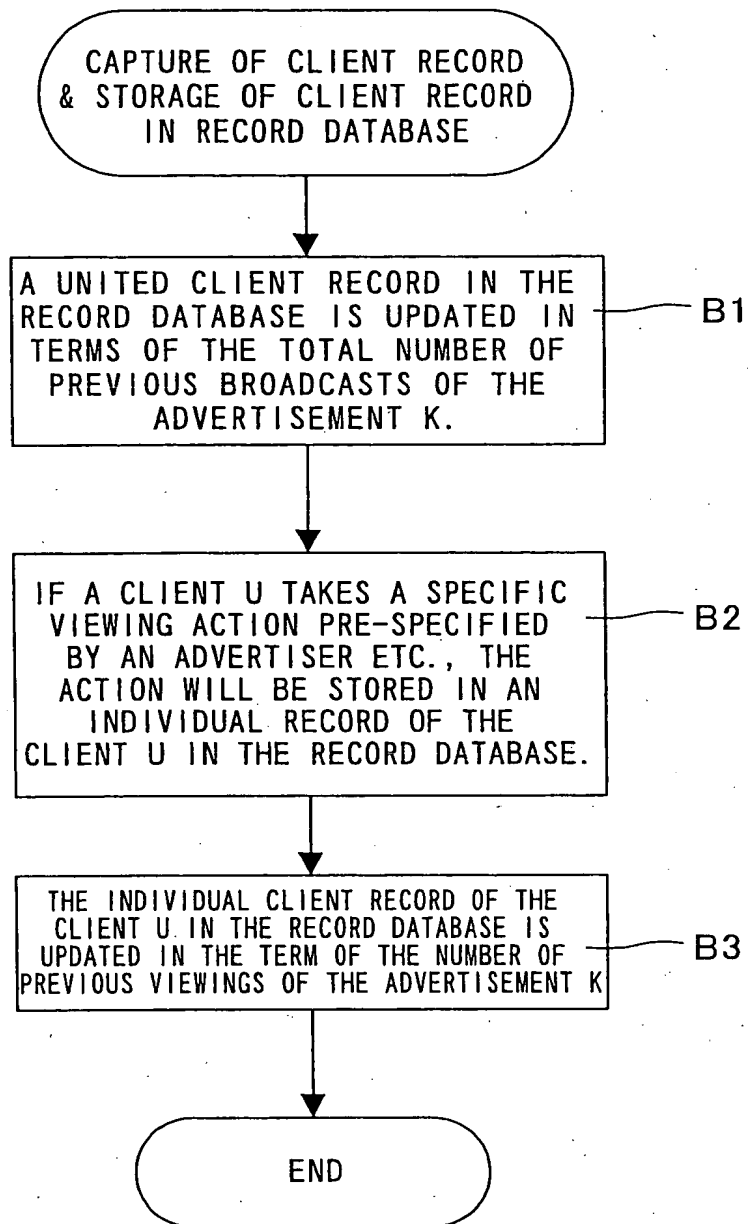 CAPTURE OF CLIENT RECORD
& STORAGE OF CLIENT RECORD
IN RECORD DATABASE
A UNITED CLIENT RECORD IN THE
RECORD DATABASE IS UPDATED IN
TERMS OF THE TOTAL NUMBER OF
PREVIOUS BROADCASTS OF THE
ADVERTISEMENT K.
B1
IF A CLIENT U TAKES A SPECIFIC
VIEWING ACTION PRE-SPECIFIED
BY AN ADVERTISER ETC., THE
ACTION WILL BE STORED IN AN
INDIVIDUAL RECORD OF THE
CLIENT U IN THE RECORD DATABASE.
B2
THE INDIVIDUAL CLIENT RECORD OF THE
CLIENT U IN THE RECORD DATABASE IS
UPDATED IN THE TERM OF THE NUMBER OF
PREVIOUS VIEWINGS OF THE ADVERTISEMENT K
B3
END